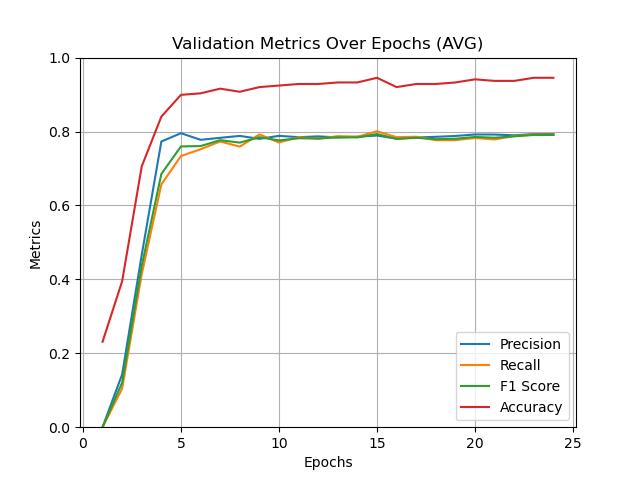 Validation Metrics Over Epochs (AVG)
1.0
0.8
0.6
0.4
0.2
0.0
Metrics
0
5
10
15
20
25
Epochs
Precision
Recall
F1 Score
Accuracy